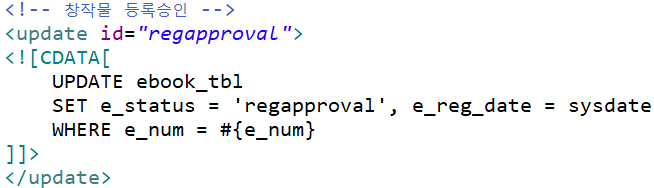 <!-- 창작물 등록승인 -->
<update id="regapproval">
<![CDATA[
    UPDATE ebook_tbl
    SET e_status = 'regapproval', e_reg_date = sysdate
    WHERE e_num = #{e_num}
]]>
</update>